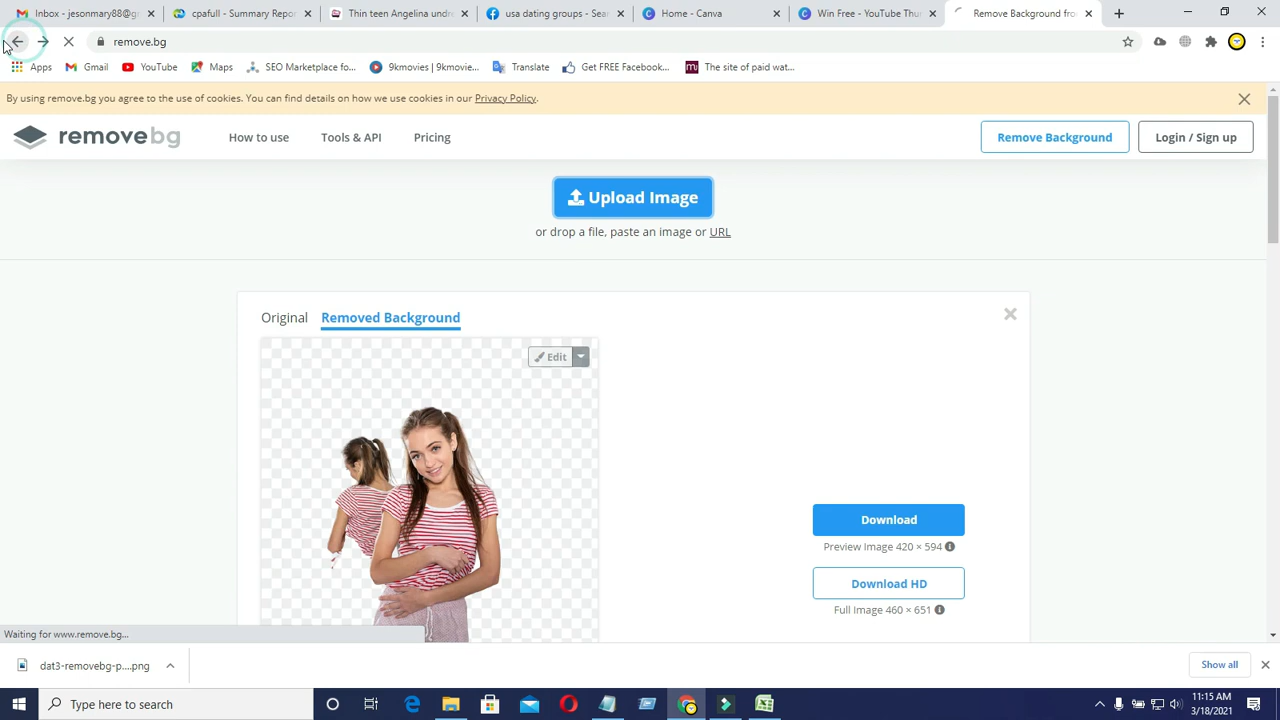 Inbox - jesonroy88@g
cpafull - Summary Repor
Thin teen Angelina undre
usa dating groups - Sear
Home - Canva
Win Free - YouTube Thu
Remove Background fro
remove.bg
Apps
Gmail
YouTube
Maps
SEO Marketplace fo...
9kmovies | 9kmovie...
Translate
Get FREE Facebook...
The site of paid wat...
By using remove.bg you agree to the use of cookies. You can find details on how we use cookies in our Privacy Policy.
removebg
How to use
Tools & API
Pricing
Remove Background
Login / Sign up
Upload Image
or drop a file, paste an image or URL
Original
Removed Background
Edit
Download
Preview Image 420 × 594
Download HD
Full Image 460 × 651
Waiting for www.remove.bg...
dat3-removebg-p....png
Show all
Type here to search
11:15 AM
3/18/2021